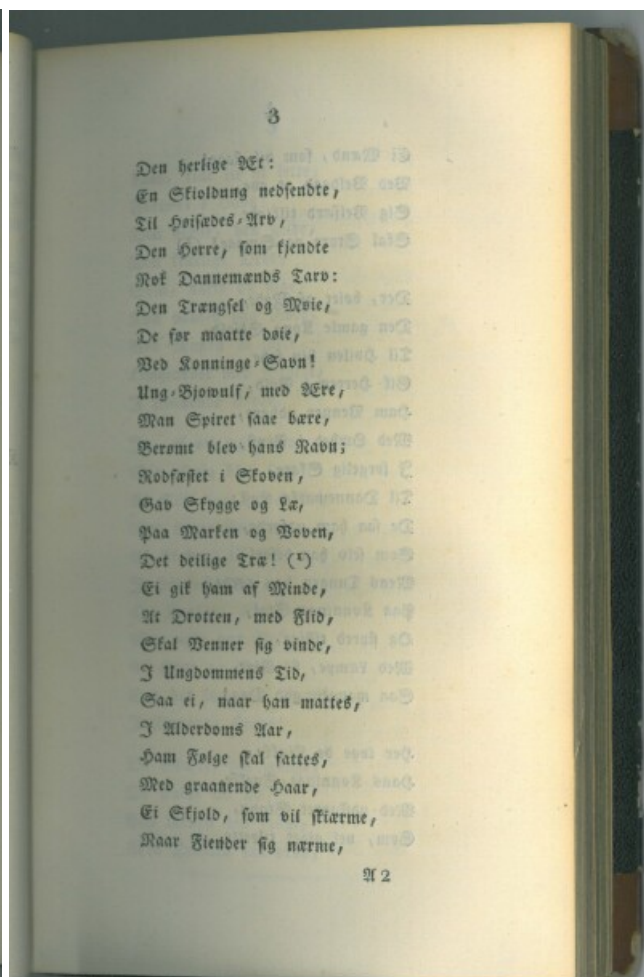 3
Den herlige Æt:
En Skioldung nedsendte,
Til Høisædes-Arv,
Den Herre, som kjendte
Nok Dannemænds Tarv:
Den Trængsel og Møie,
De før maatte døie,
Ved Konninge-Savn!
Ung-Bjowulf, med Ære,
Man Spiret saae bære,
Berømt blev hans Navn;
Rodfæstet i Skoven,
Gav Skygge og Læ,
Paa Marken og Voven,
Det deilige Træ! (1)
Ei gik ham af Minde,
At Drotten, med Flid,
Skal Venner sig vinde,
I Ungdommens Tid,
Saa ei, naar han mattes,
I Alderdoms Aar,
Ham Følge skal fattes,
Med graanende Haar,
Ei Skjold, som vil skiærme,
Naar Fiender sig nærme,
A 2